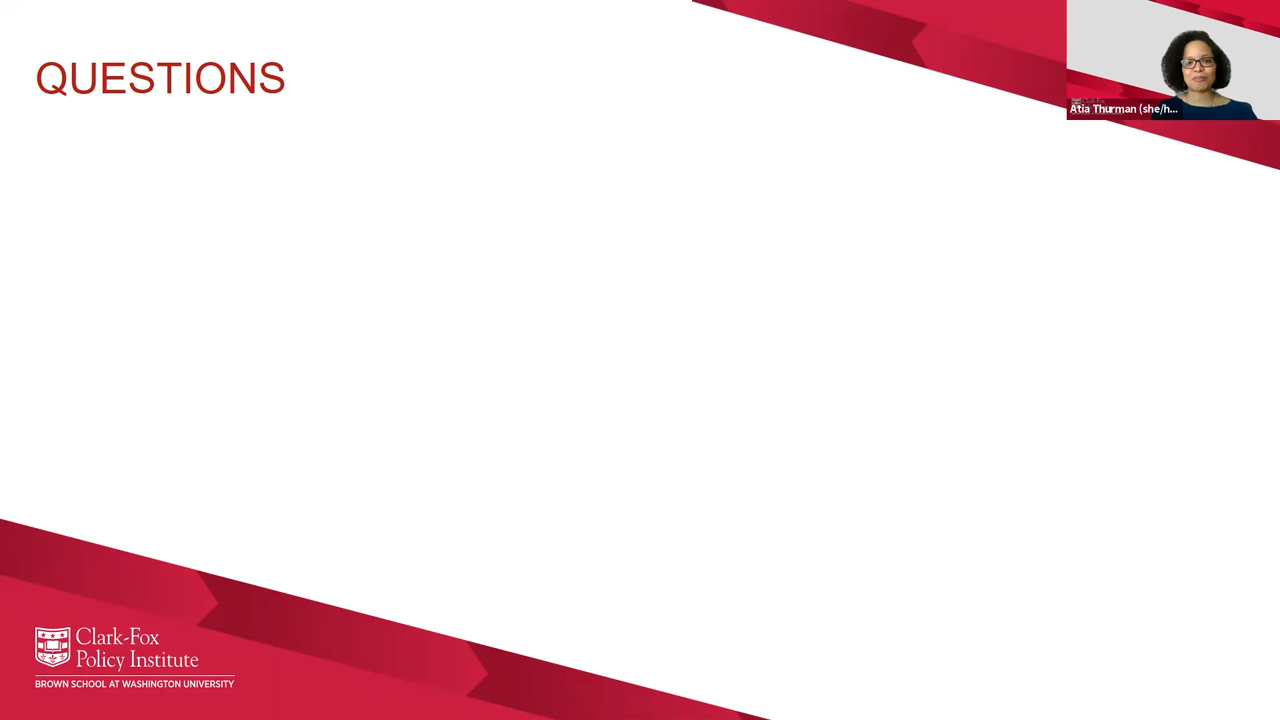 QUESTIONS
Atia Thurman (she/h...
Clark-Fox
Policy Institute
BROWN SCHOOL AT WASHINGTON UNIVERSITY